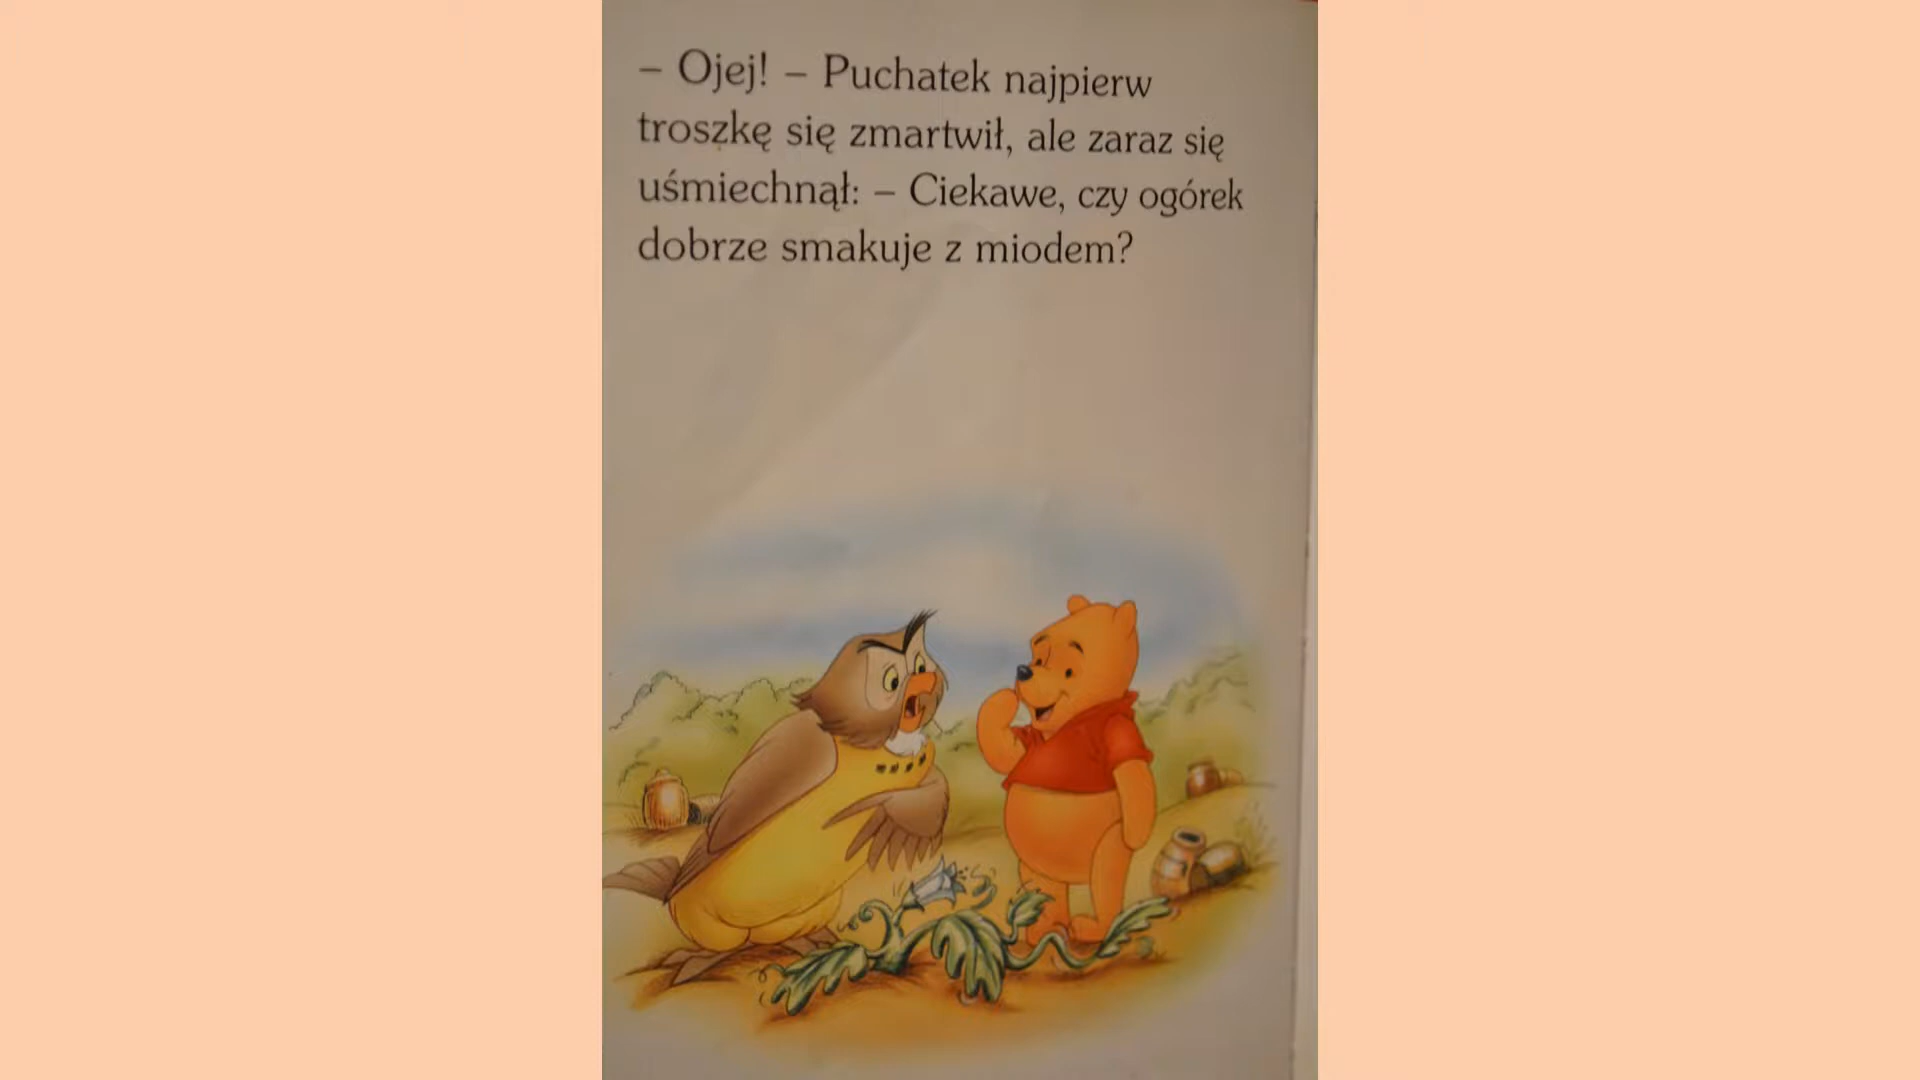 – Ojej! – Puchatek najpierw
troszkę się zmartwił, ale zaraz się
uśmiechnął: – Ciekawe, czy ogórek
dobrze smakuje z miodem?